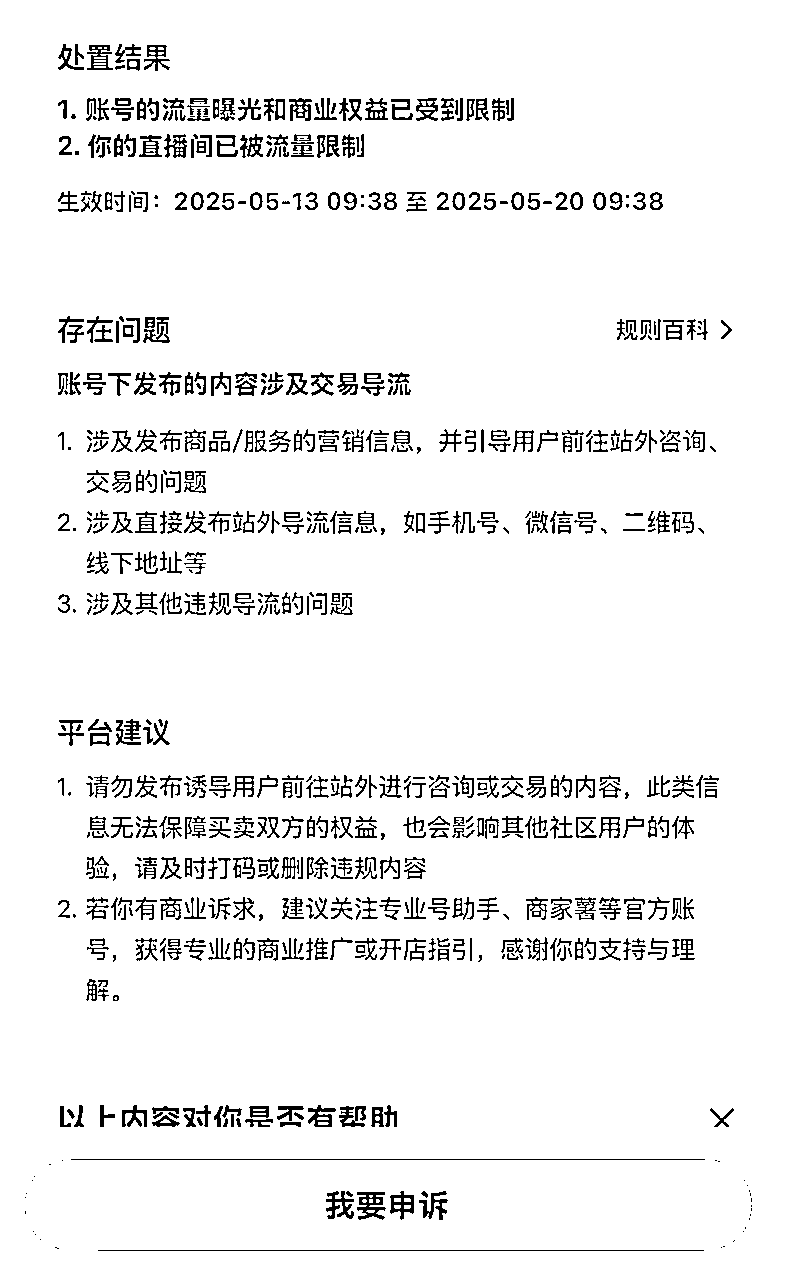 处置结果
1. 账号的流量曝光和商业权益已受到限制
2. 你的直播间已被流量限制
生效时间：2025-05-13 09:38 至 2025-05-20 09:38
存在问题
规则百科
账号下发布的内容涉及交易导流
1. 涉及发布商品/服务的营销信息，并引导用户前往站外咨询、
交易的问题
2. 涉及直接发布站外导流信息，如手机号、微信号、二维码、
线下地址等
3. 涉及其他违规导流的问题
平台建议
1. 请勿发布诱导用户前往站外进行咨询或交易的内容，此类信
息无法保障买卖双方的权益，也会影响其他社区用户的体
验，请及时打码或删除违规内容
2. 若你有商业诉求，建议关注专业号助手、商家薯等官方账
号，获得专业的商业推广或开店指引，感谢你的支持与理
解。
以上内容对你是否有帮助
我要申诉